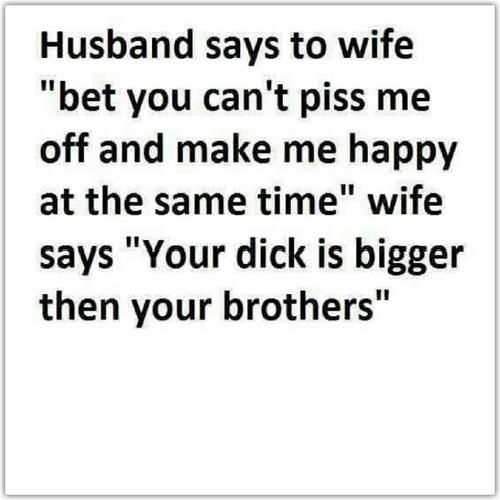 Husband says to wife
"bet you can't piss me
off and make me happy
at the same time" wife
says "Your dick is bigger
then your brothers"